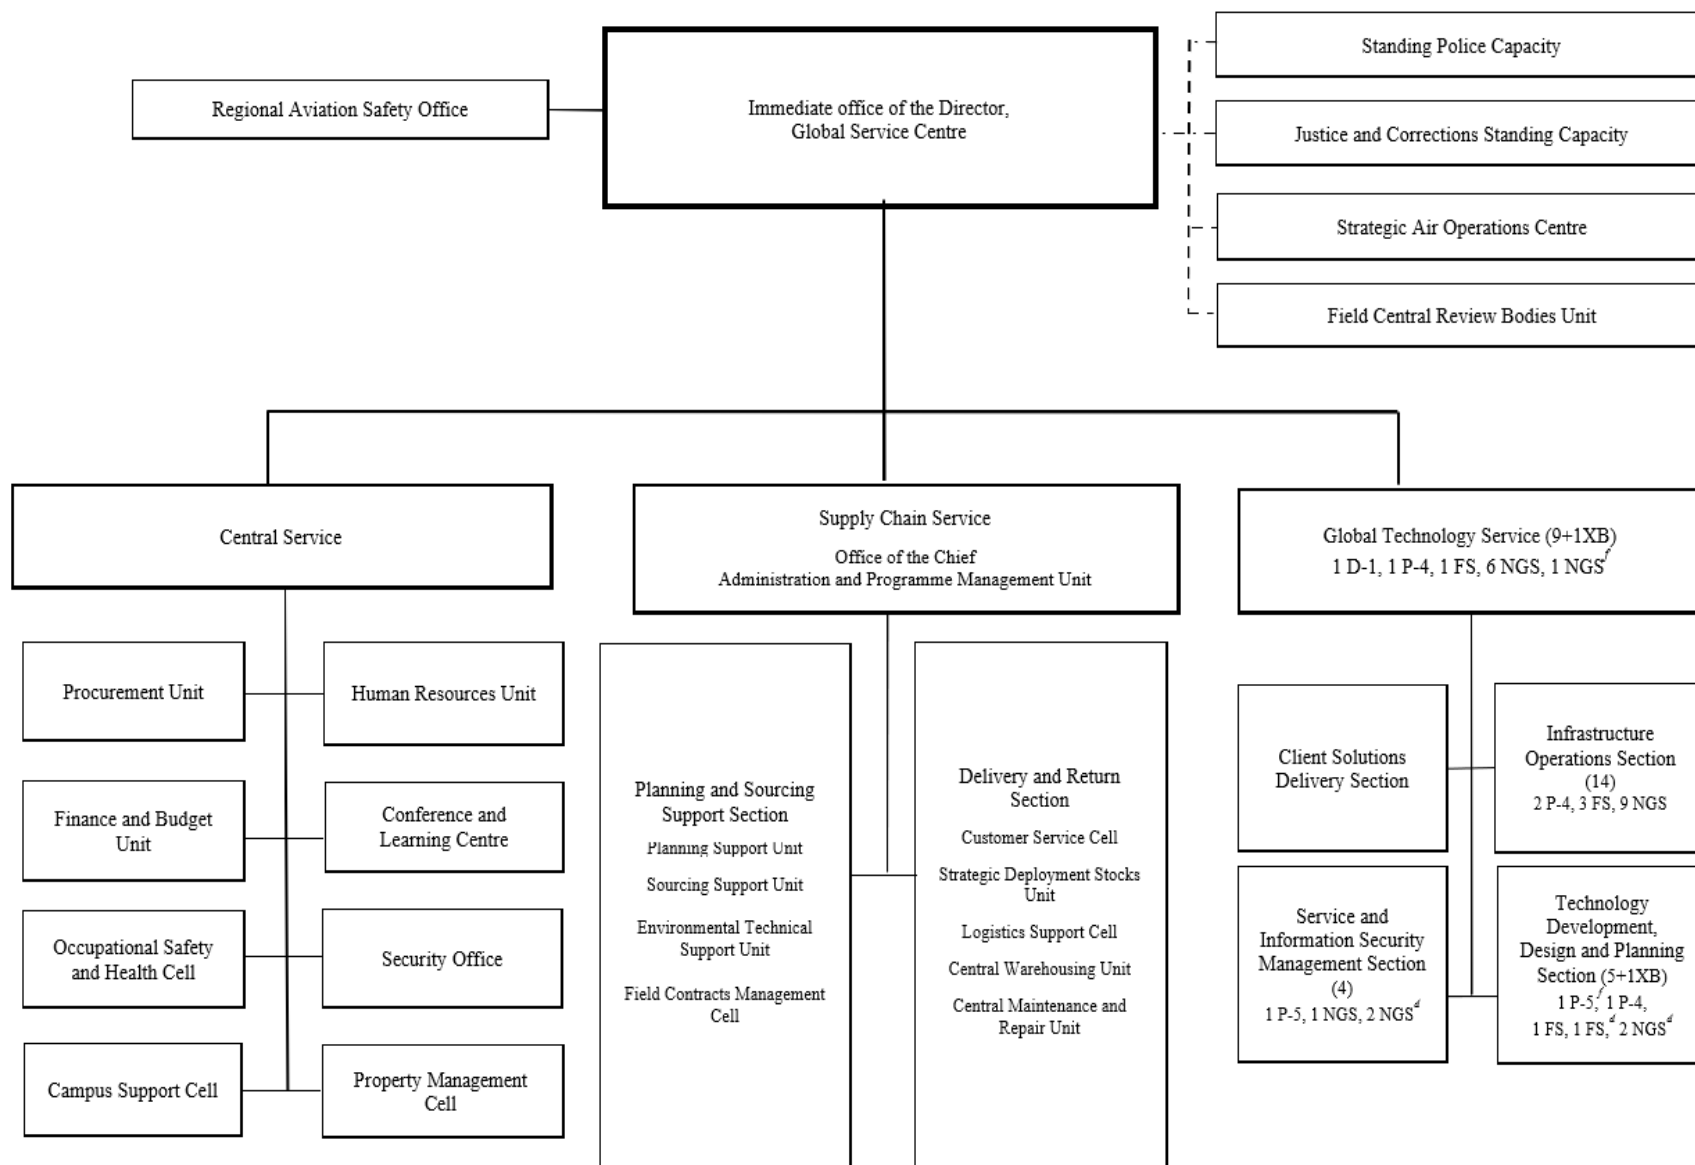 Standing Police Capacity
Regional Aviation Safety Office
Immediate office of the Director,
Global Service Centre
Justice and Corrections Standing Capacity
Strategic Air Operations Centre
Field Central Review Bodies Unit
Central Service
Supply Chain Service
Office of the Chief
Administration and Programme Management Unit
Global Technology Service (9+1XB)
1 D-1, 1 P-4, 1 FS, 6 NGS, 1 NGS^f
Procurement Unit
Human Resources Unit
Finance and Budget
Unit
Conference and
Learning Centre
Occupational Safety
and Health Cell
Security Office
Campus Support Cell
Property Management
Cell
Planning and Sourcing
Support Section
Planning Support Unit
Sourcing Support Unit
Environmental Technical
Support Unit
Field Contracts Management
Cell
Delivery and Return
Section
Customer Service Cell
Strategic Deployment Stocks
Unit
Logistics Support Cell
Central Warehousing Unit
Central Maintenance and
Repair Unit
Client Solutions
Delivery Section
Infrastructure
Operations Section
(14)
2 P-4, 3 FS, 9 NGS
Service and
Information Security
Management Section
(4)
1 P-5, 1 NGS, 2 NGS^d
Technology
Development,
Design and Planning
Section (5+1XB)
1 P-5,^f 1 P-4,
1 FS, 1 FS,^d 2 NGS^d